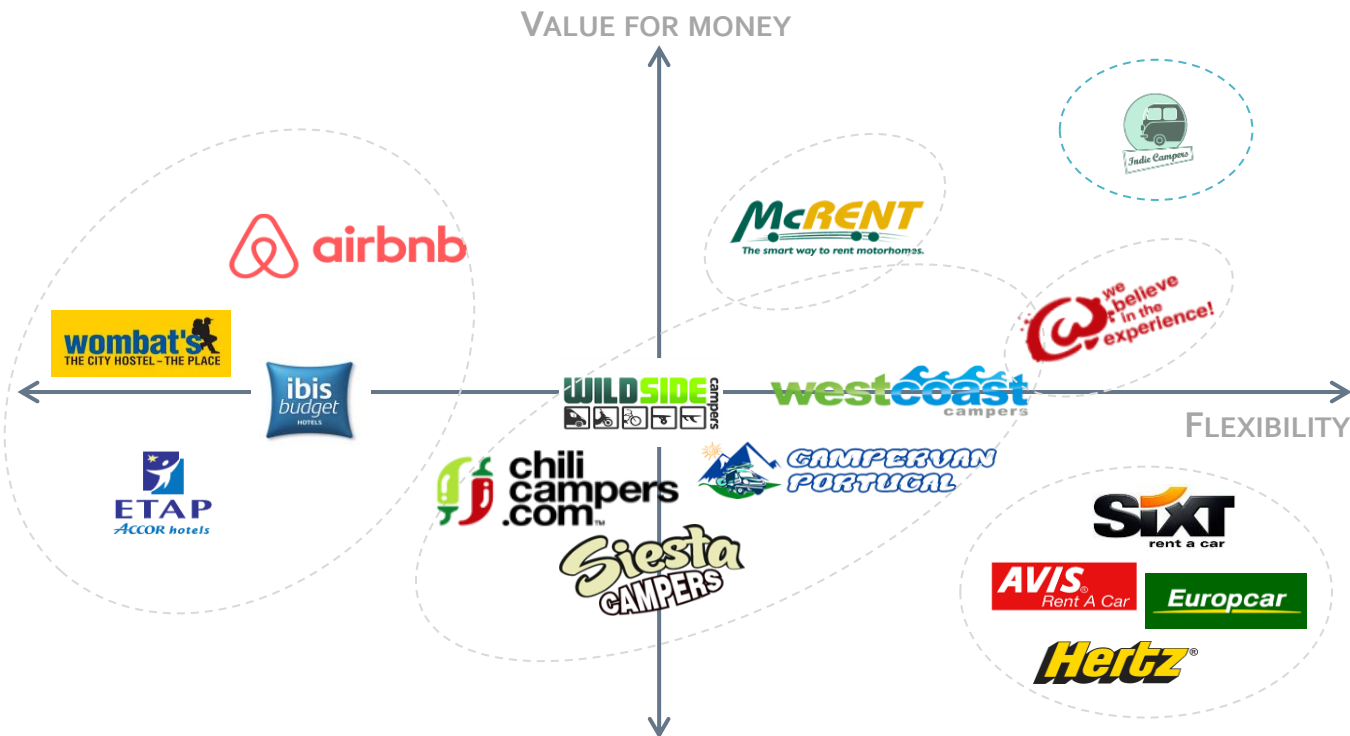 VALUE FOR MONEY
Indie Campers
McRENT
The smart way to rent motorhomes.
airbnb
we
believe
in the
experience!
wombat's
THE CITY HOSTEL - THE PLACE
ibis
budget
HOTELS
WILDSIDE
campers
westcoast
campers
FLEXIBILITY
ETAP
ACCOR hotels
chili
campers
.com™
CAMPERVAN
PORTUGAL
Siesta
CAMPERS
SIXT
rent a car
AVIS®
Rent A Car
Europcar
Hertz®